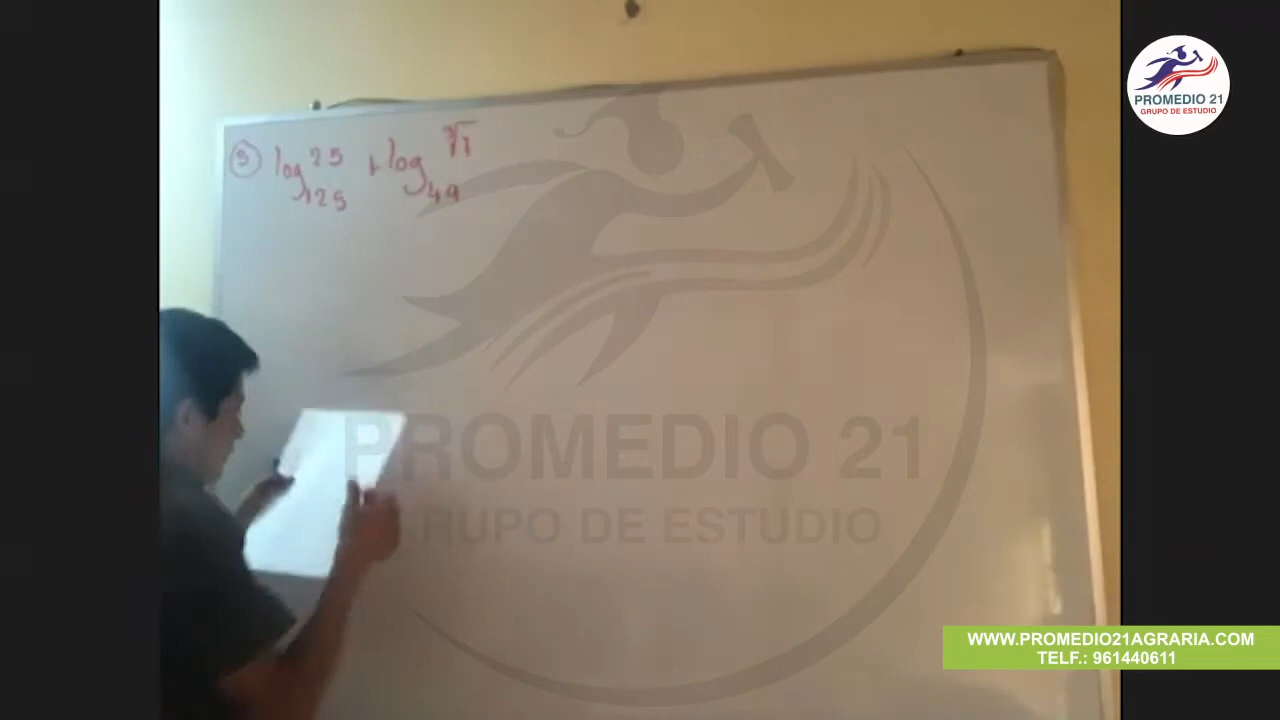 PROMEDIO 21
GRUPO DE ESTUDIO
5) log 25 + log ∛7
125 49
PROMEDIO 21
GRUPO DE ESTUDIO
WWW.PROMEDIO21AGRARIA.COM
TELF.: 961440611